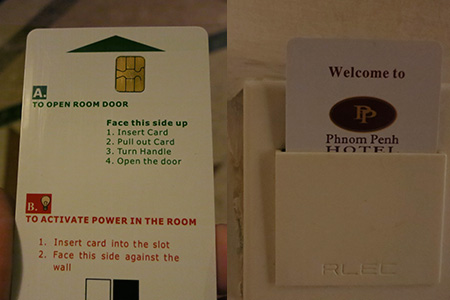 A.
TO OPEN ROOM DOOR
Face this side up
1. Insert Card
2. Pull out Card
3. Turn Handle
4. Open the door
B.
TO ACTIVATE POWER IN THE ROOM
1. Insert card into the slot
2. Face this side against the
wall
Welcome to
PP
Phnom Penh
HOTEL
RLEC